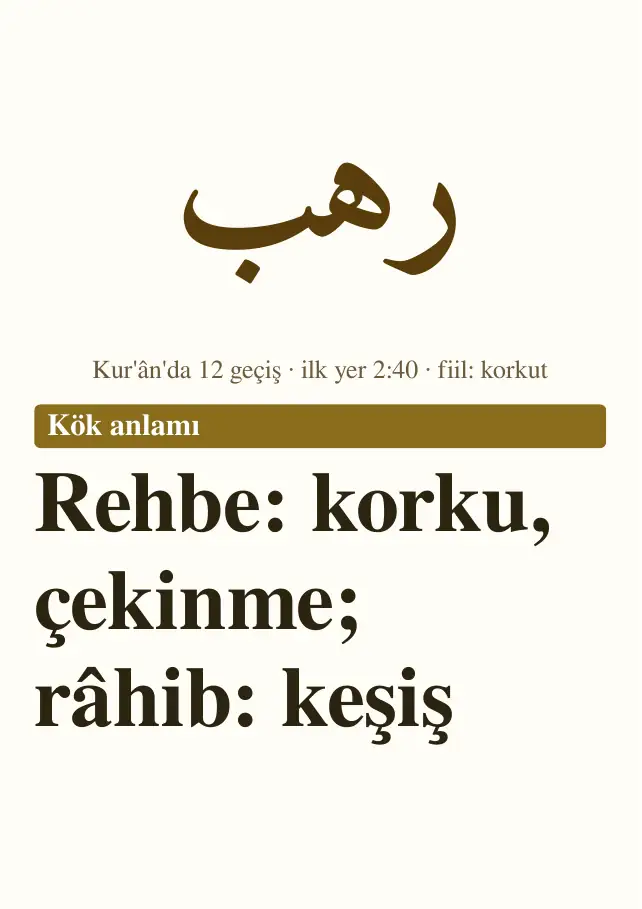 رهب
Kur'ân'da 12 geçiş · ilk yer 2:40 · fiil: korkut
Kök anlamı
Rehbe: korku,
çekinme;
râhib: keşiş